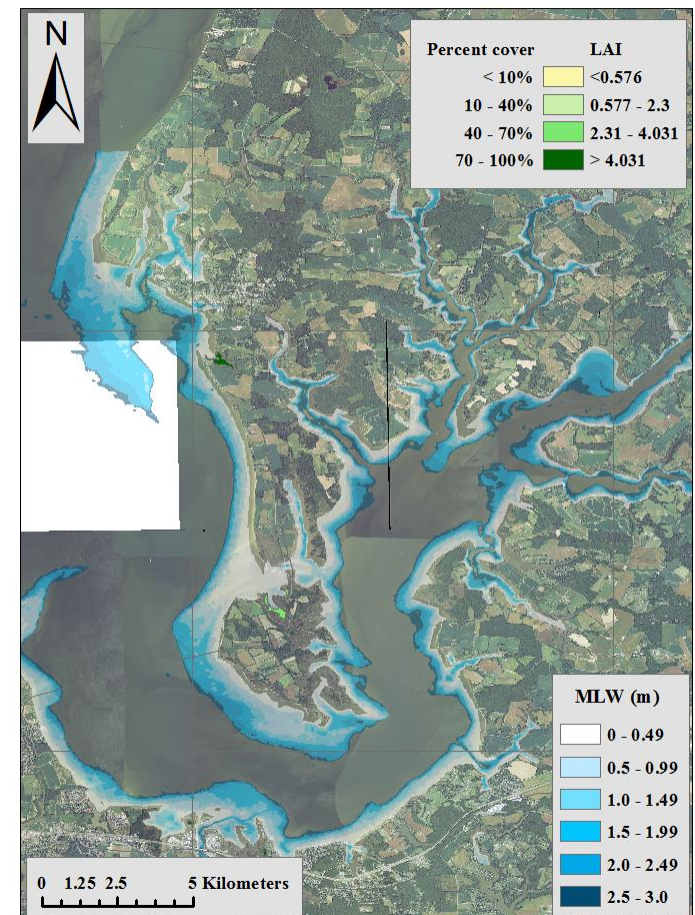 N
Percent cover LAI
< 10% <0.576
10 - 40% 0.577 - 2.3
40 - 70% 2.31 - 4.031
70 - 100% > 4.031
MLW (m)
0 - 0.49
0.5 - 0.99
1.0 - 1.49
1.5 - 1.99
2.0 - 2.49
2.5 - 3.0
0 1.25 2.5 5 Kilometers